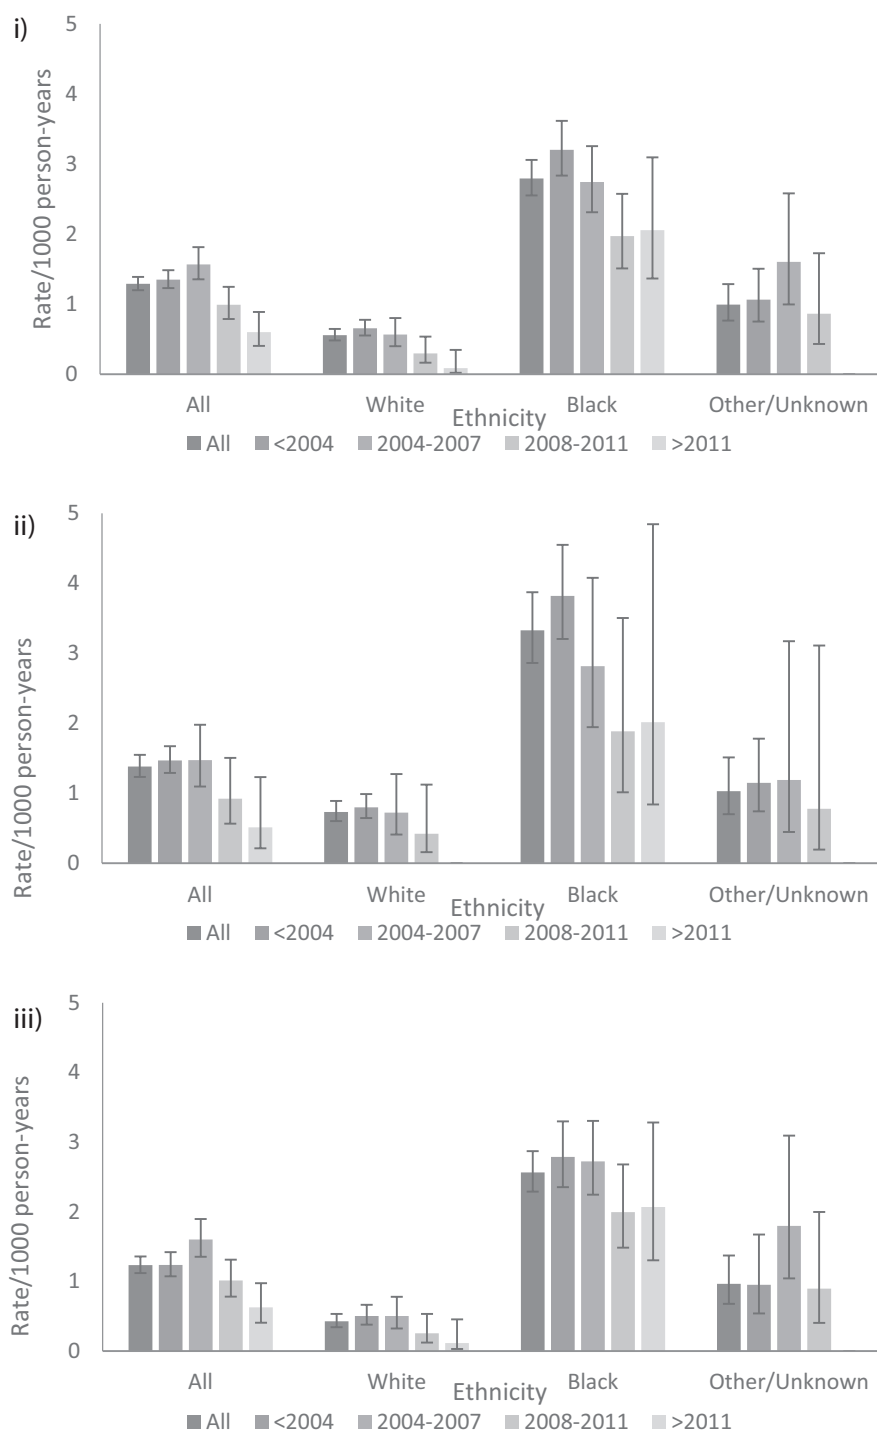 i)
5
4
3
2
1
0
Rate/1000 person-years
All White Black Other/Unknown
Ethnicity
All <2004 2004-2007 2008-2011 >2011
ii)
5
4
3
2
1
0
Rate/1000 person-years
All White Black Other/Unknown
Ethnicity
All <2004 2004-2007 2008-2011 >2011
iii)
5
4
3
2
1
0
Rate/1000 person-years
All White Black Other/Unknown
Ethnicity
All <2004 2004-2007 2008-2011 >2011